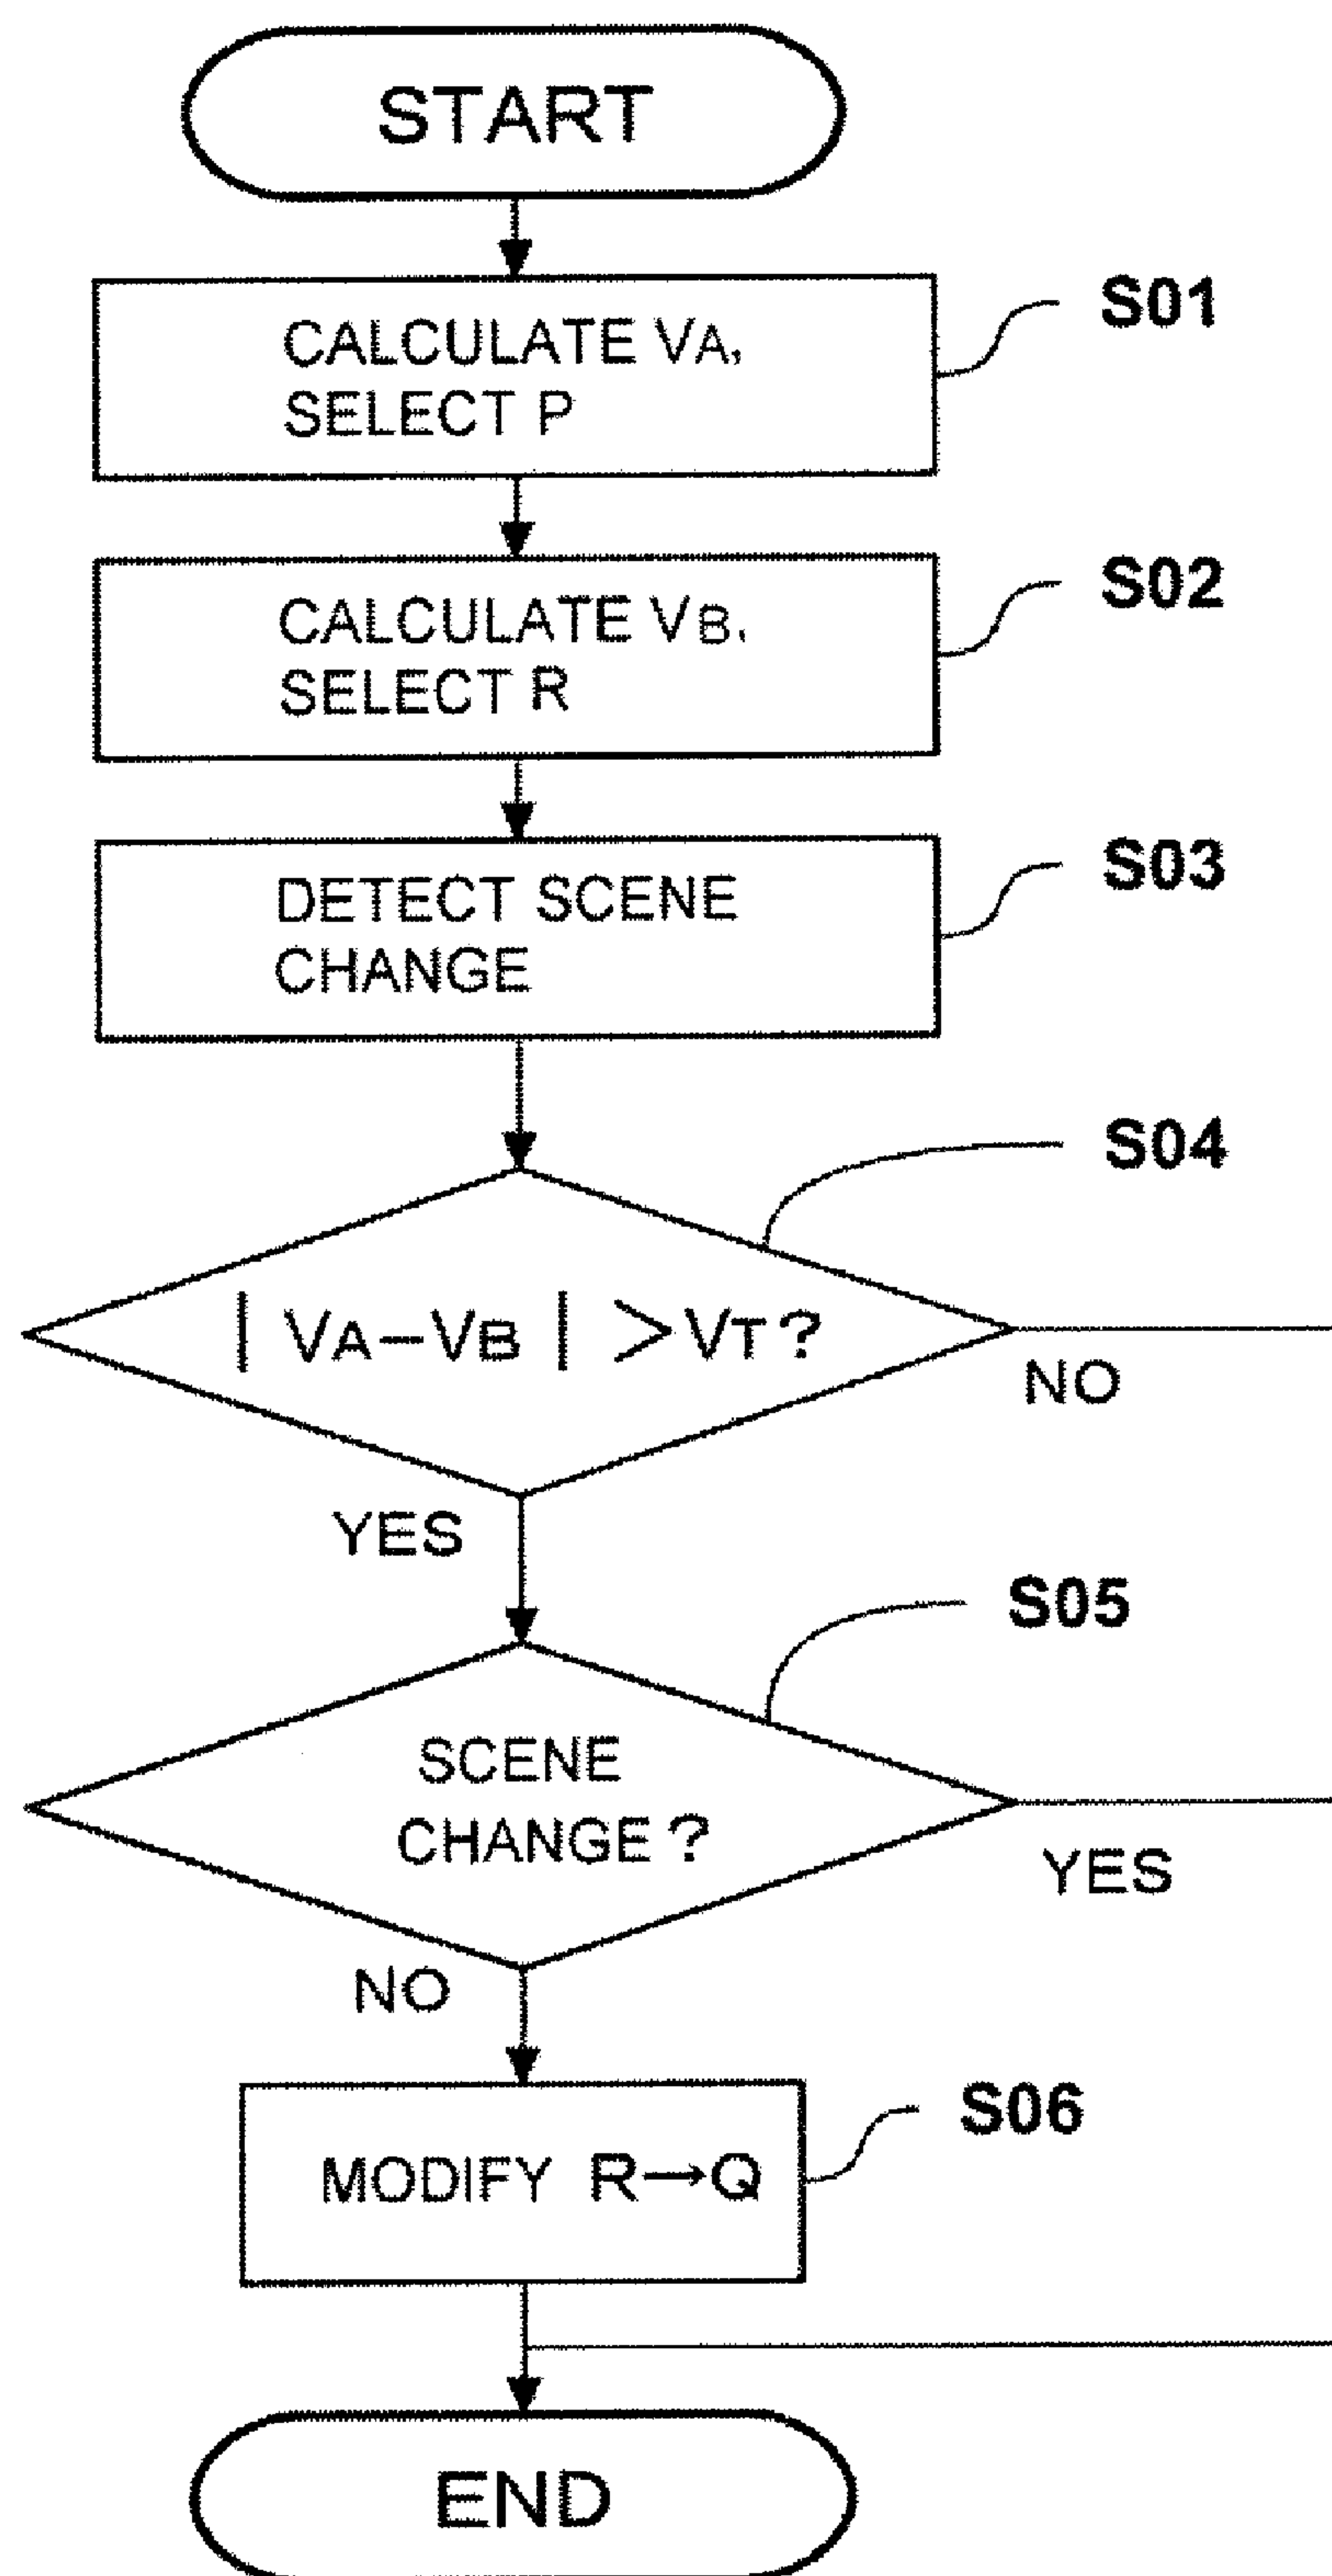 START
CALCULATE VA,
SELECT P
S01
CALCULATE VB,
SELECT R
S02
DETECT SCENE
CHANGE
S03
| VA-VB | >VT?
S04
NO
YES
SCENE
CHANGE?
S05
YES
NO
MODIFY R→Q
S06
END